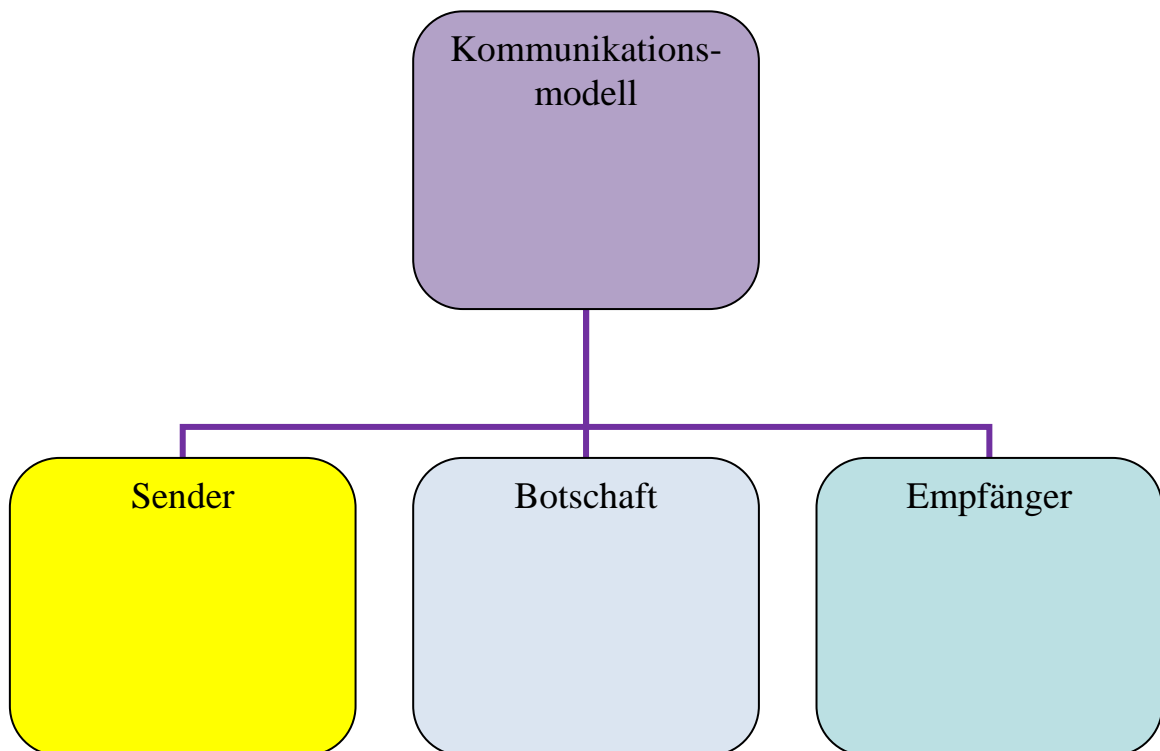 Kommunikations-
modell
Sender
Botschaft
Empfänger